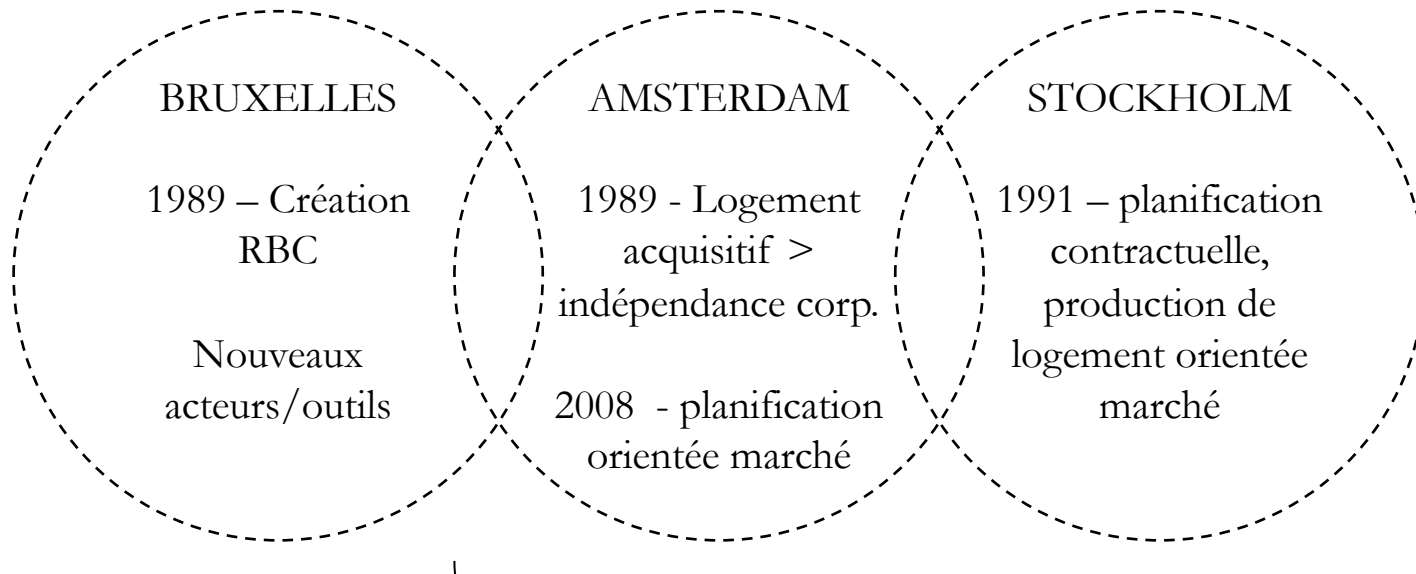 BRUXELLES
1989 – Création
RBC
Nouveaux
acteurs/outils
AMSTERDAM
1989 - Logement
acquisitif >
indépendance corp.
2008 - planification
orientée marché
STOCKHOLM
1991 – planification
contractuelle,
production de
logement orientée
marché